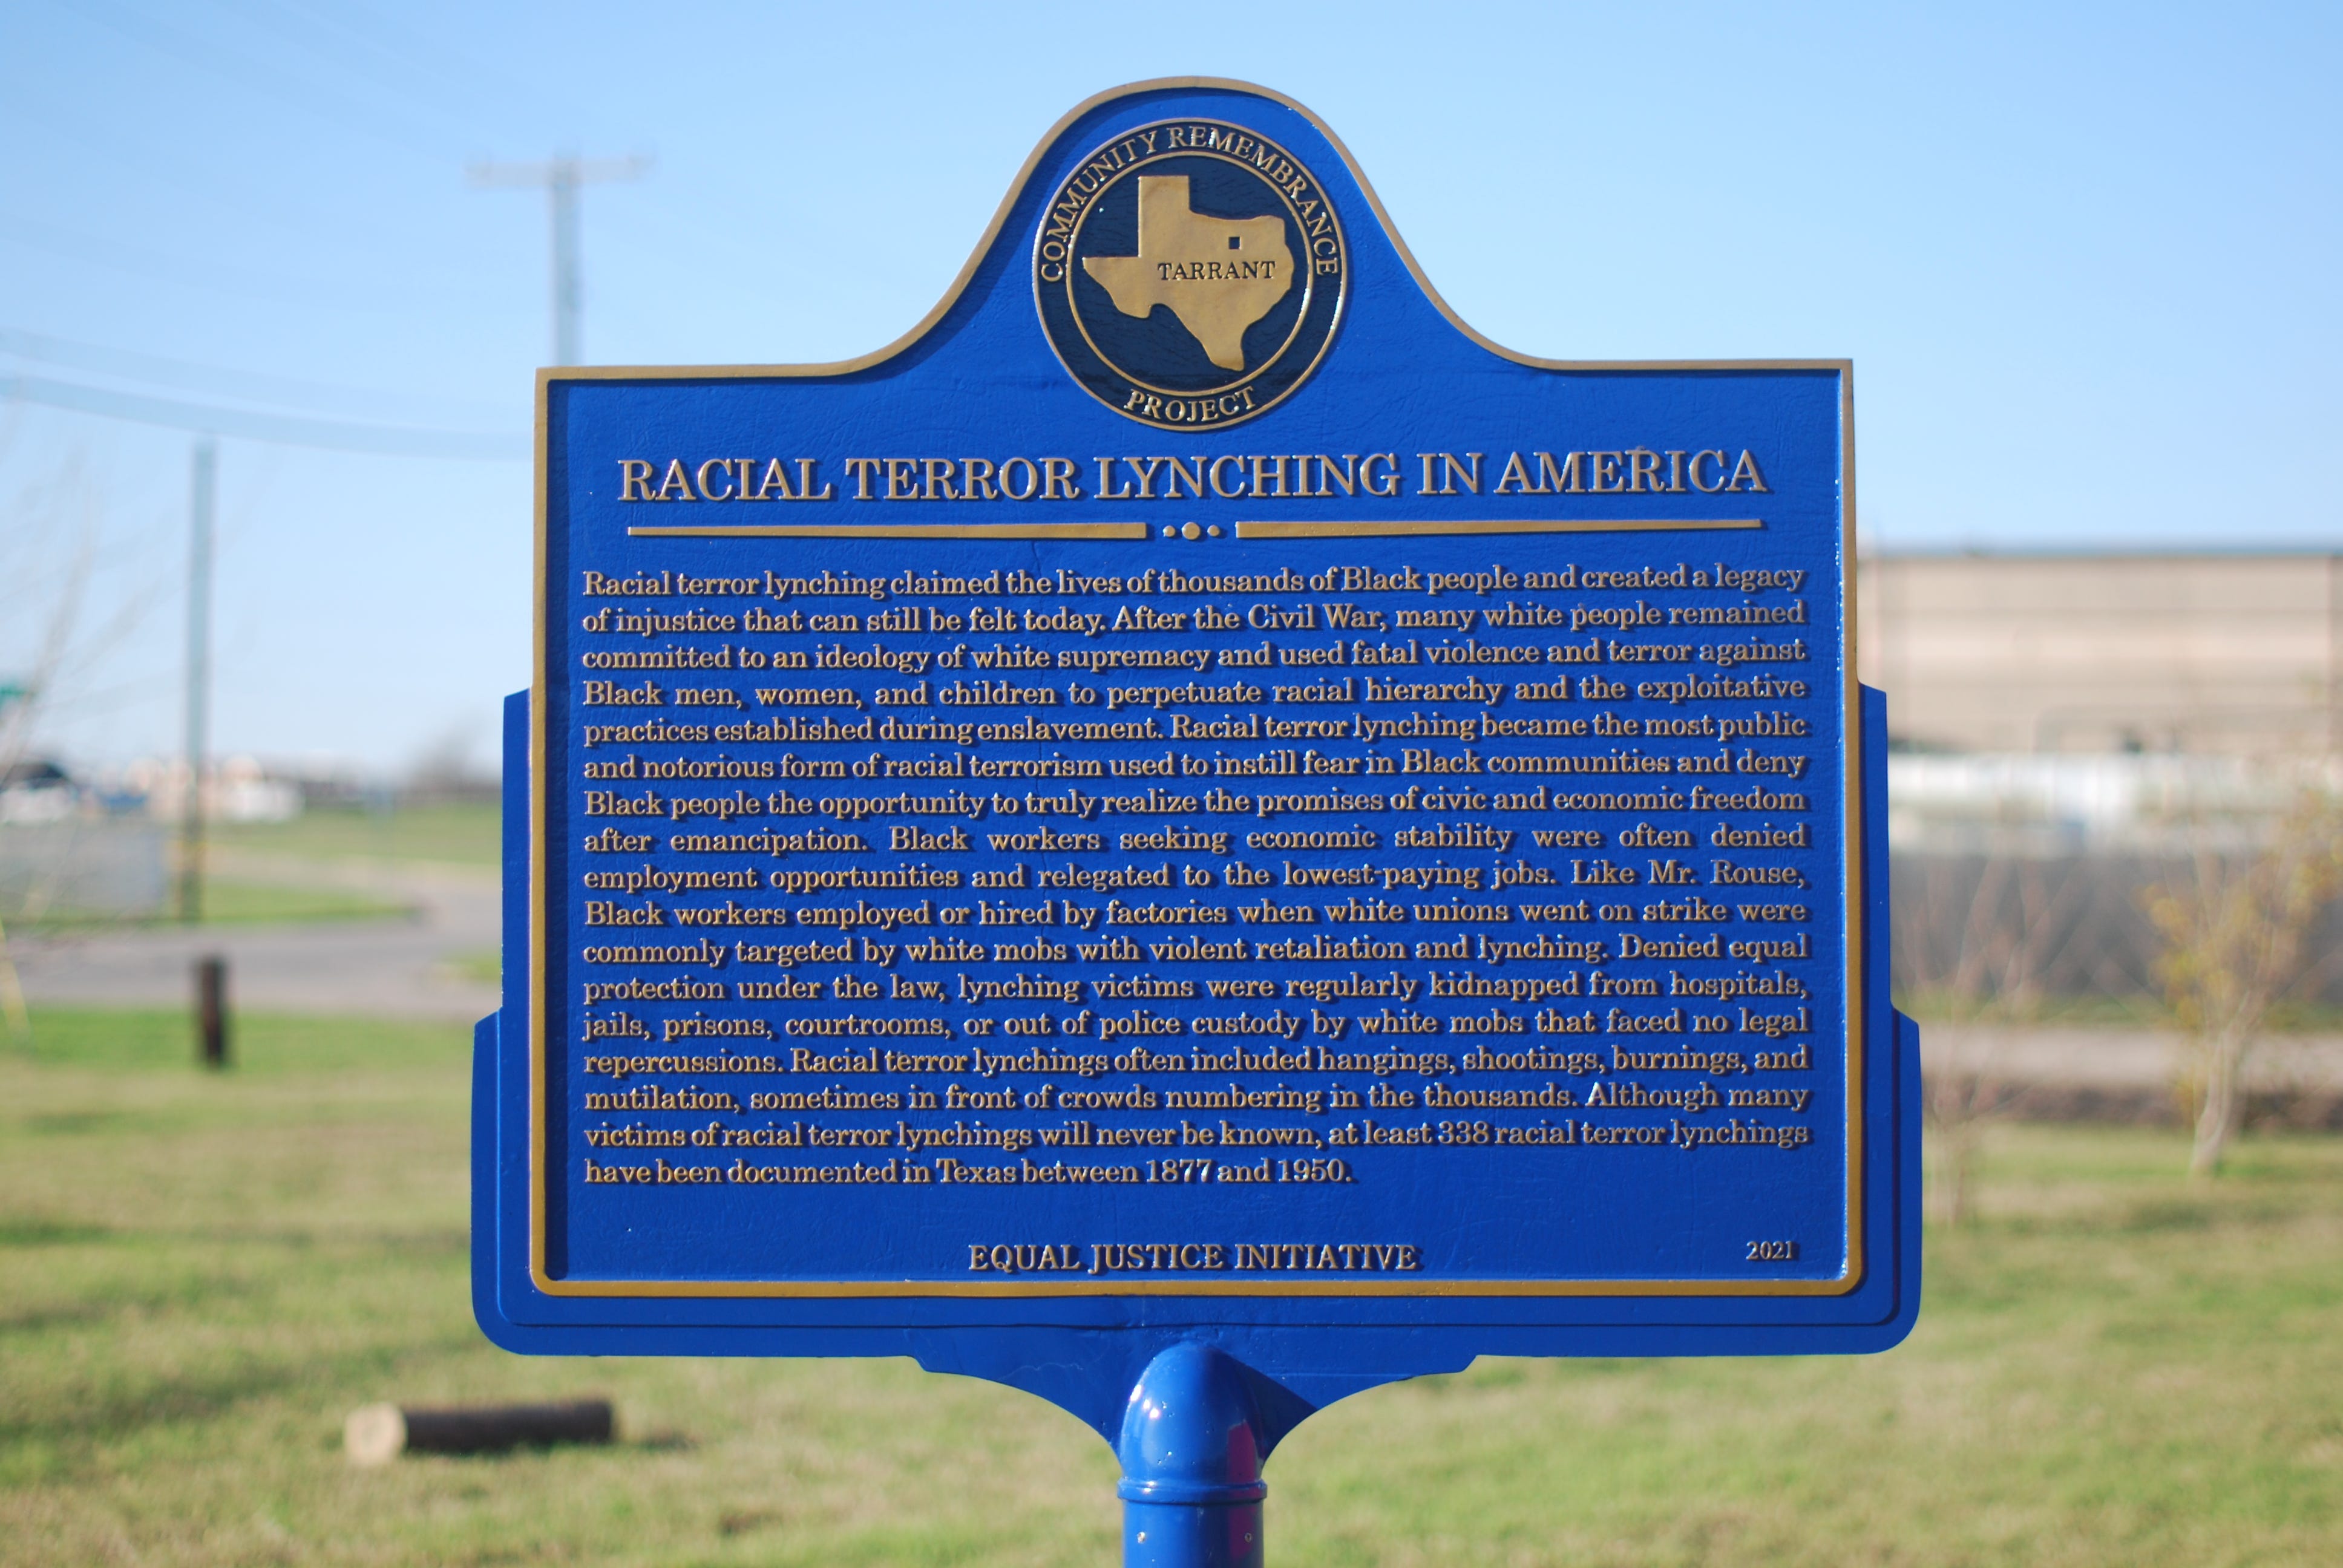 COMMUNITY REMEMBRANCE
TARRANT
PROJECT
RACIAL TERROR LYNCHING IN AMERICA
Racial terror lynching claimed the lives of thousands of Black people and created a legacy
of injustice that can still be felt today. After the Civil War, many white people remained
committed to an ideology of white supremacy and used fatal violence and terror against
Black men, women, and children to perpetuate racial hierarchy and the exploitative
practices established during enslavement. Racial terror lynching became the most public
and notorious form of racial terrorism used to instill fear in Black communities and deny
Black people the opportunity to truly realize the promises of civic and economic freedom
after emancipation. Black workers seeking economic stability were often denied
employment opportunities and relegated to the lowest-paying jobs. Like Mr. Rouse,
Black workers employed or hired by factories when white unions went on strike were
commonly targeted by white mobs with violent retaliation and lynching. Denied equal
protection under the law, lynching victims were regularly kidnapped from hospitals,
jails, prisons, courtrooms, or out of police custody by white mobs that faced no legal
repercussions. Racial terror lynchings often included hangings, shootings, burnings, and
mutilation, sometimes in front of crowds numbering in the thousands. Although many
victims of racial terror lynchings will never be known, at least 338 racial terror lynchings
have been documented in Texas between 1877 and 1950.
EQUAL JUSTICE INITIATIVE
2021